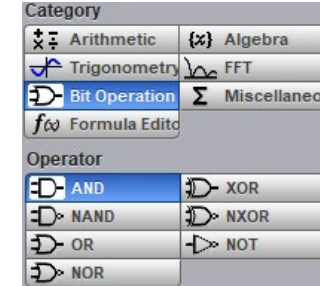 Category
Arithmetic {x} Algebra
Trigonometry FFT
Bit Operation Σ Miscellaneo
f(x) Formula Edito
Operator
AND XOR
NAND NXOR
OR NOT
NOR